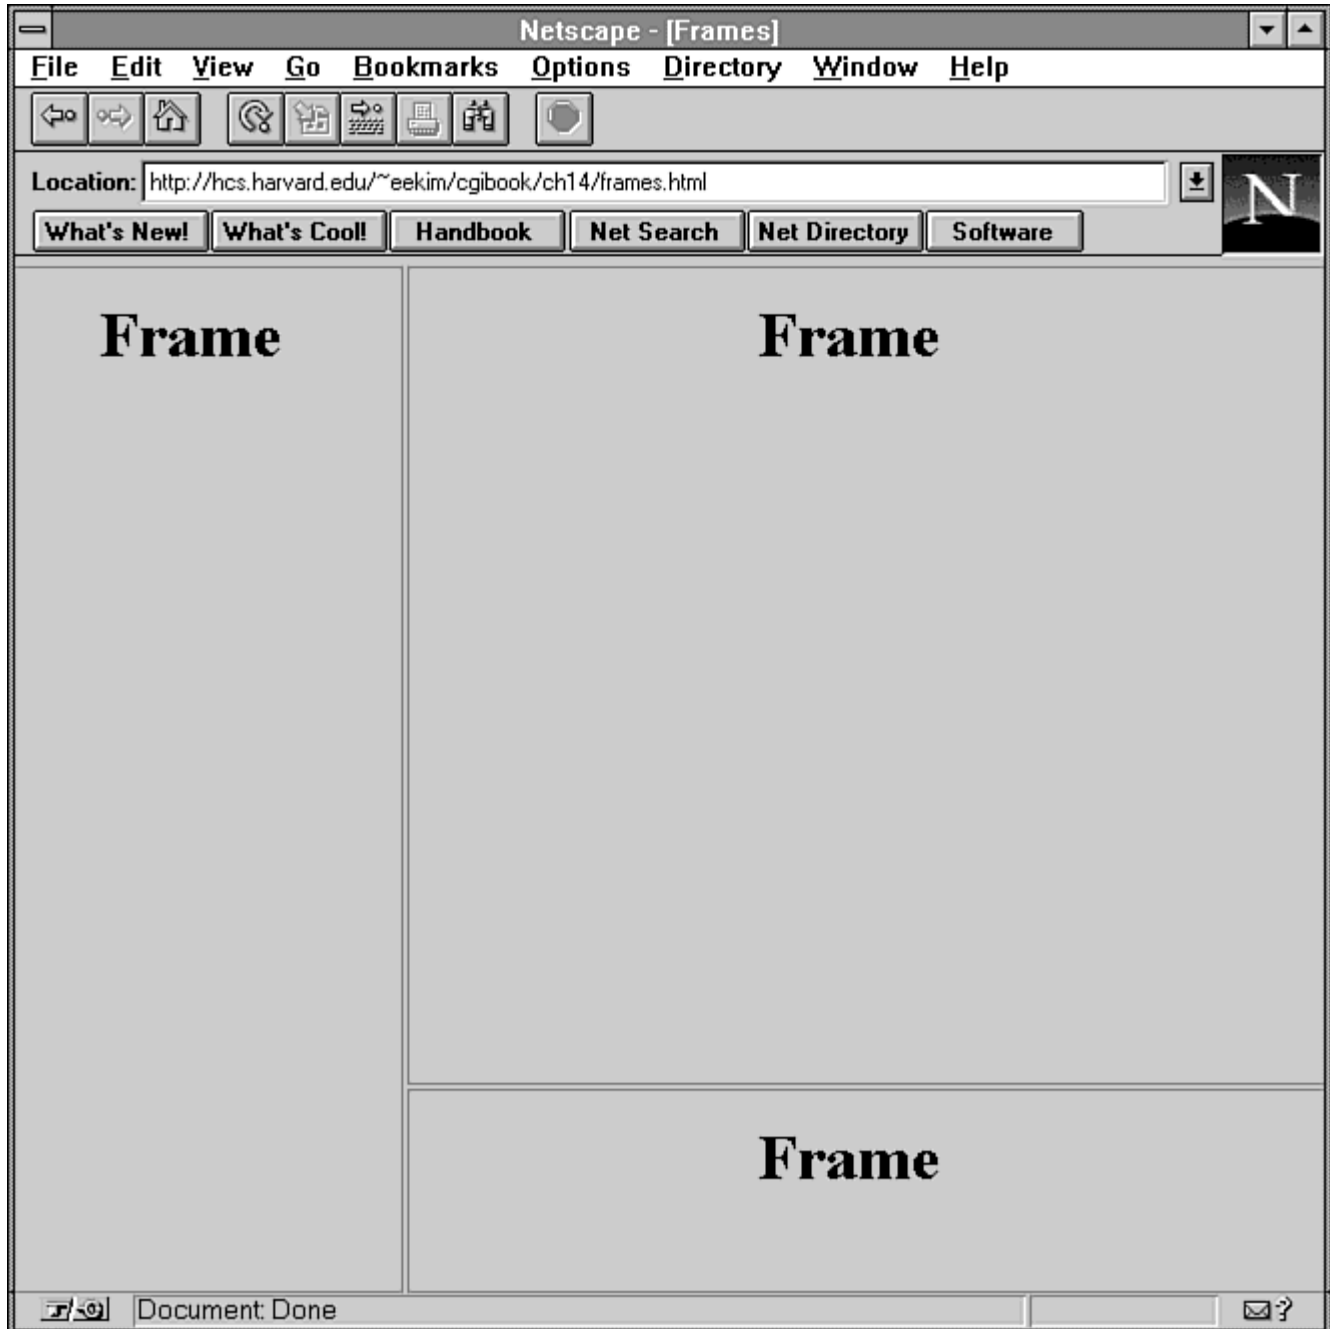 Netscape - [Frames]
File Edit View Go Bookmarks Options Directory Window Help
Location: http://hcs.harvard.edu/~eekim/cgibook/ch14/frames.html
N
What's New! What's Cool! Handbook Net Search Net Directory Software
Frame Frame
Frame
Document: Done ?